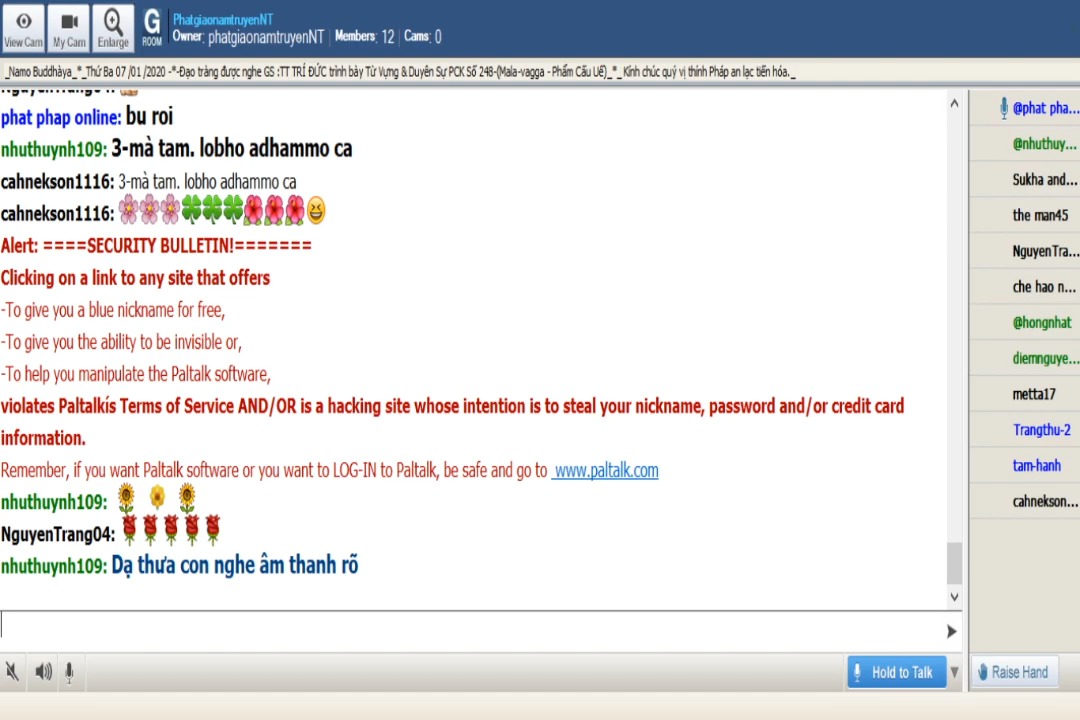 View Cam
My Cam
Enlarge
G
ROOM
PhatgiaonamtruyenNT
Owner: phatgiaonamtruyenNT | Members: 12 | Cams: 0
_Namo Buddhàya_*_Thứ Ba 07 /01 /2020 -*-Đạo tràng được nghe GS :TT TRÍ ĐỨC trình bày Từ Vựng & Duyên Sự PCK Số 248-(Mala-vagga - Phẩm Cấu Uế)_*_ Kính chúc quý vị thính Pháp an lạc tiến hóa._
phat phap online: bu roi
nhuthuynh109: 3-mà tam. lobho adhammo ca
cahnekson1116: 3-mà tam. lobho adhammo ca
cahnekson1116:
Alert: ====SECURITY BULLETIN!=======
Clicking on a link to any site that offers
-To give you a blue nickname for free,
-To give you the ability to be invisible or,
-To help you manipulate the Paltalk software,
violates Paltalkís Terms of Service AND/OR is a hacking site whose intention is to steal your nickname, password and/or credit card
information.
Remember, if you want Paltalk software or you want to LOG-IN to Paltalk, be safe and go to www.paltalk.com
nhuthuynh109:
NguyenTrang04:
nhuthuynh109: Dạ thưa con nghe âm thanh rõ
@phat pha...
@nhuthuy...
Sukha and...
the man45
NguyenTra...
che hao n...
@hongnhat
diemnguye...
metta17
Trangthu-2
tam-hanh
cahnekson...
Hold to Talk
Raise Hand